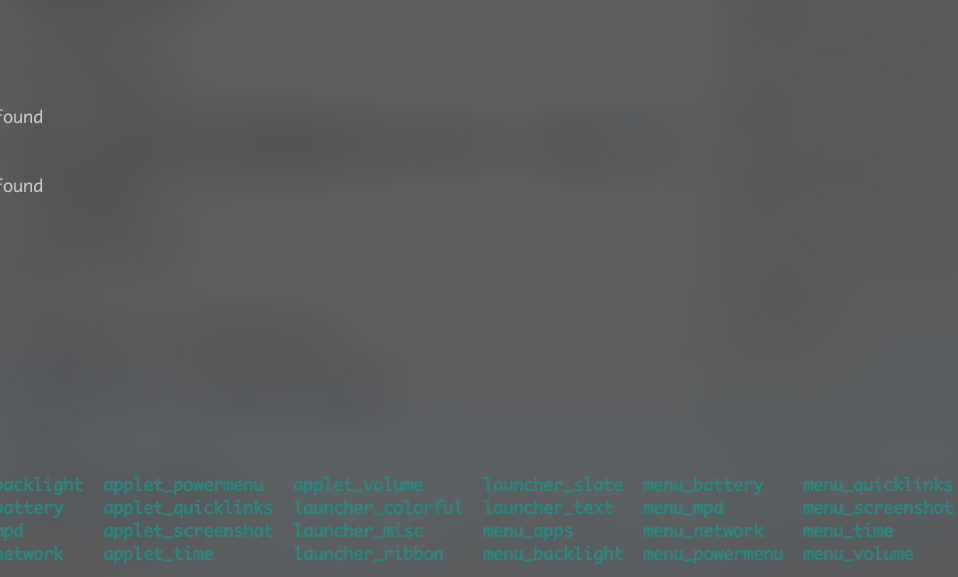 found
found
backlight applet_powermenu applet_volume launcher_slate menu_battery menu_quicklinks
battery applet_quicklinks launcher_colorful launcher_text menu_mpd menu_screenshot
mpd applet_screenshot launcher_misc menu_apps menu_network menu_time
network applet_time launcher_ribbon menu_backlight menu_powermenu menu_volume